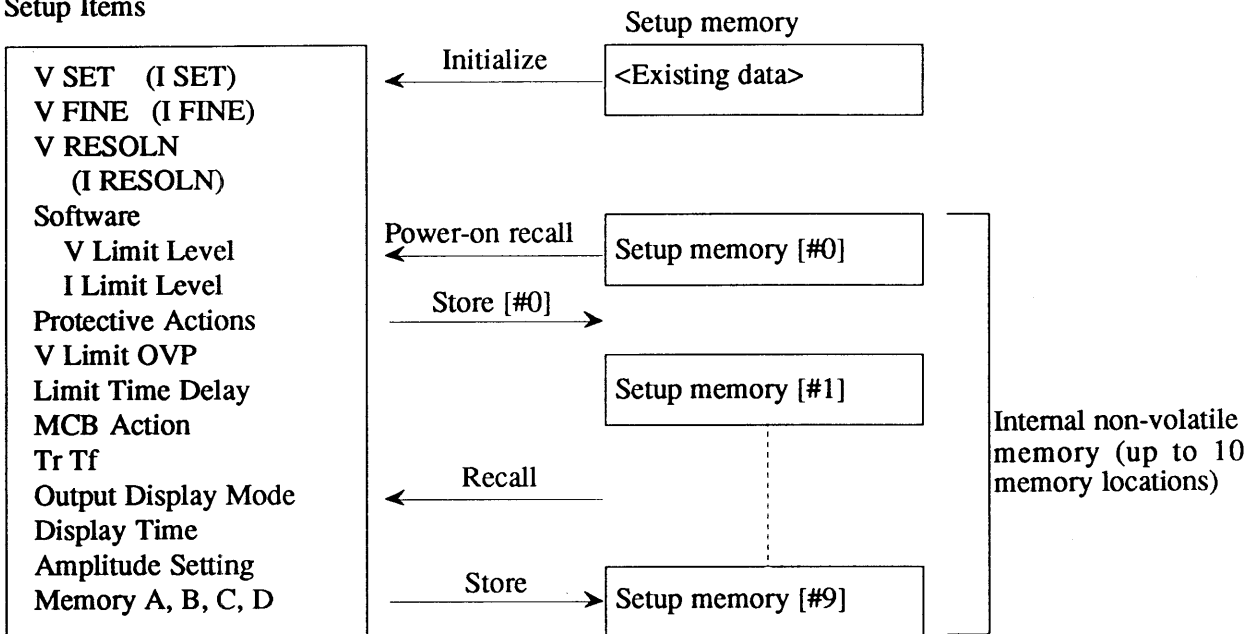 Setup Items
V SET (I SET)
V FINE (I FINE)
V RESOLN
(I RESOLN)
Software
V Limit Level
I Limit Level
Protective Actions
V Limit OVP
Limit Time Delay
MCB Action
Tr Tf
Output Display Mode
Display Time
Amplitude Setting
Memory A, B, C, D
Initialize
Power-on recall
Store [#0]
Recall
Store
Setup memory
<Existing data>
Setup memory [#0]
Setup memory [#1]
Setup memory [#9]
Internal non-volatile
memory (up to 10
memory locations)